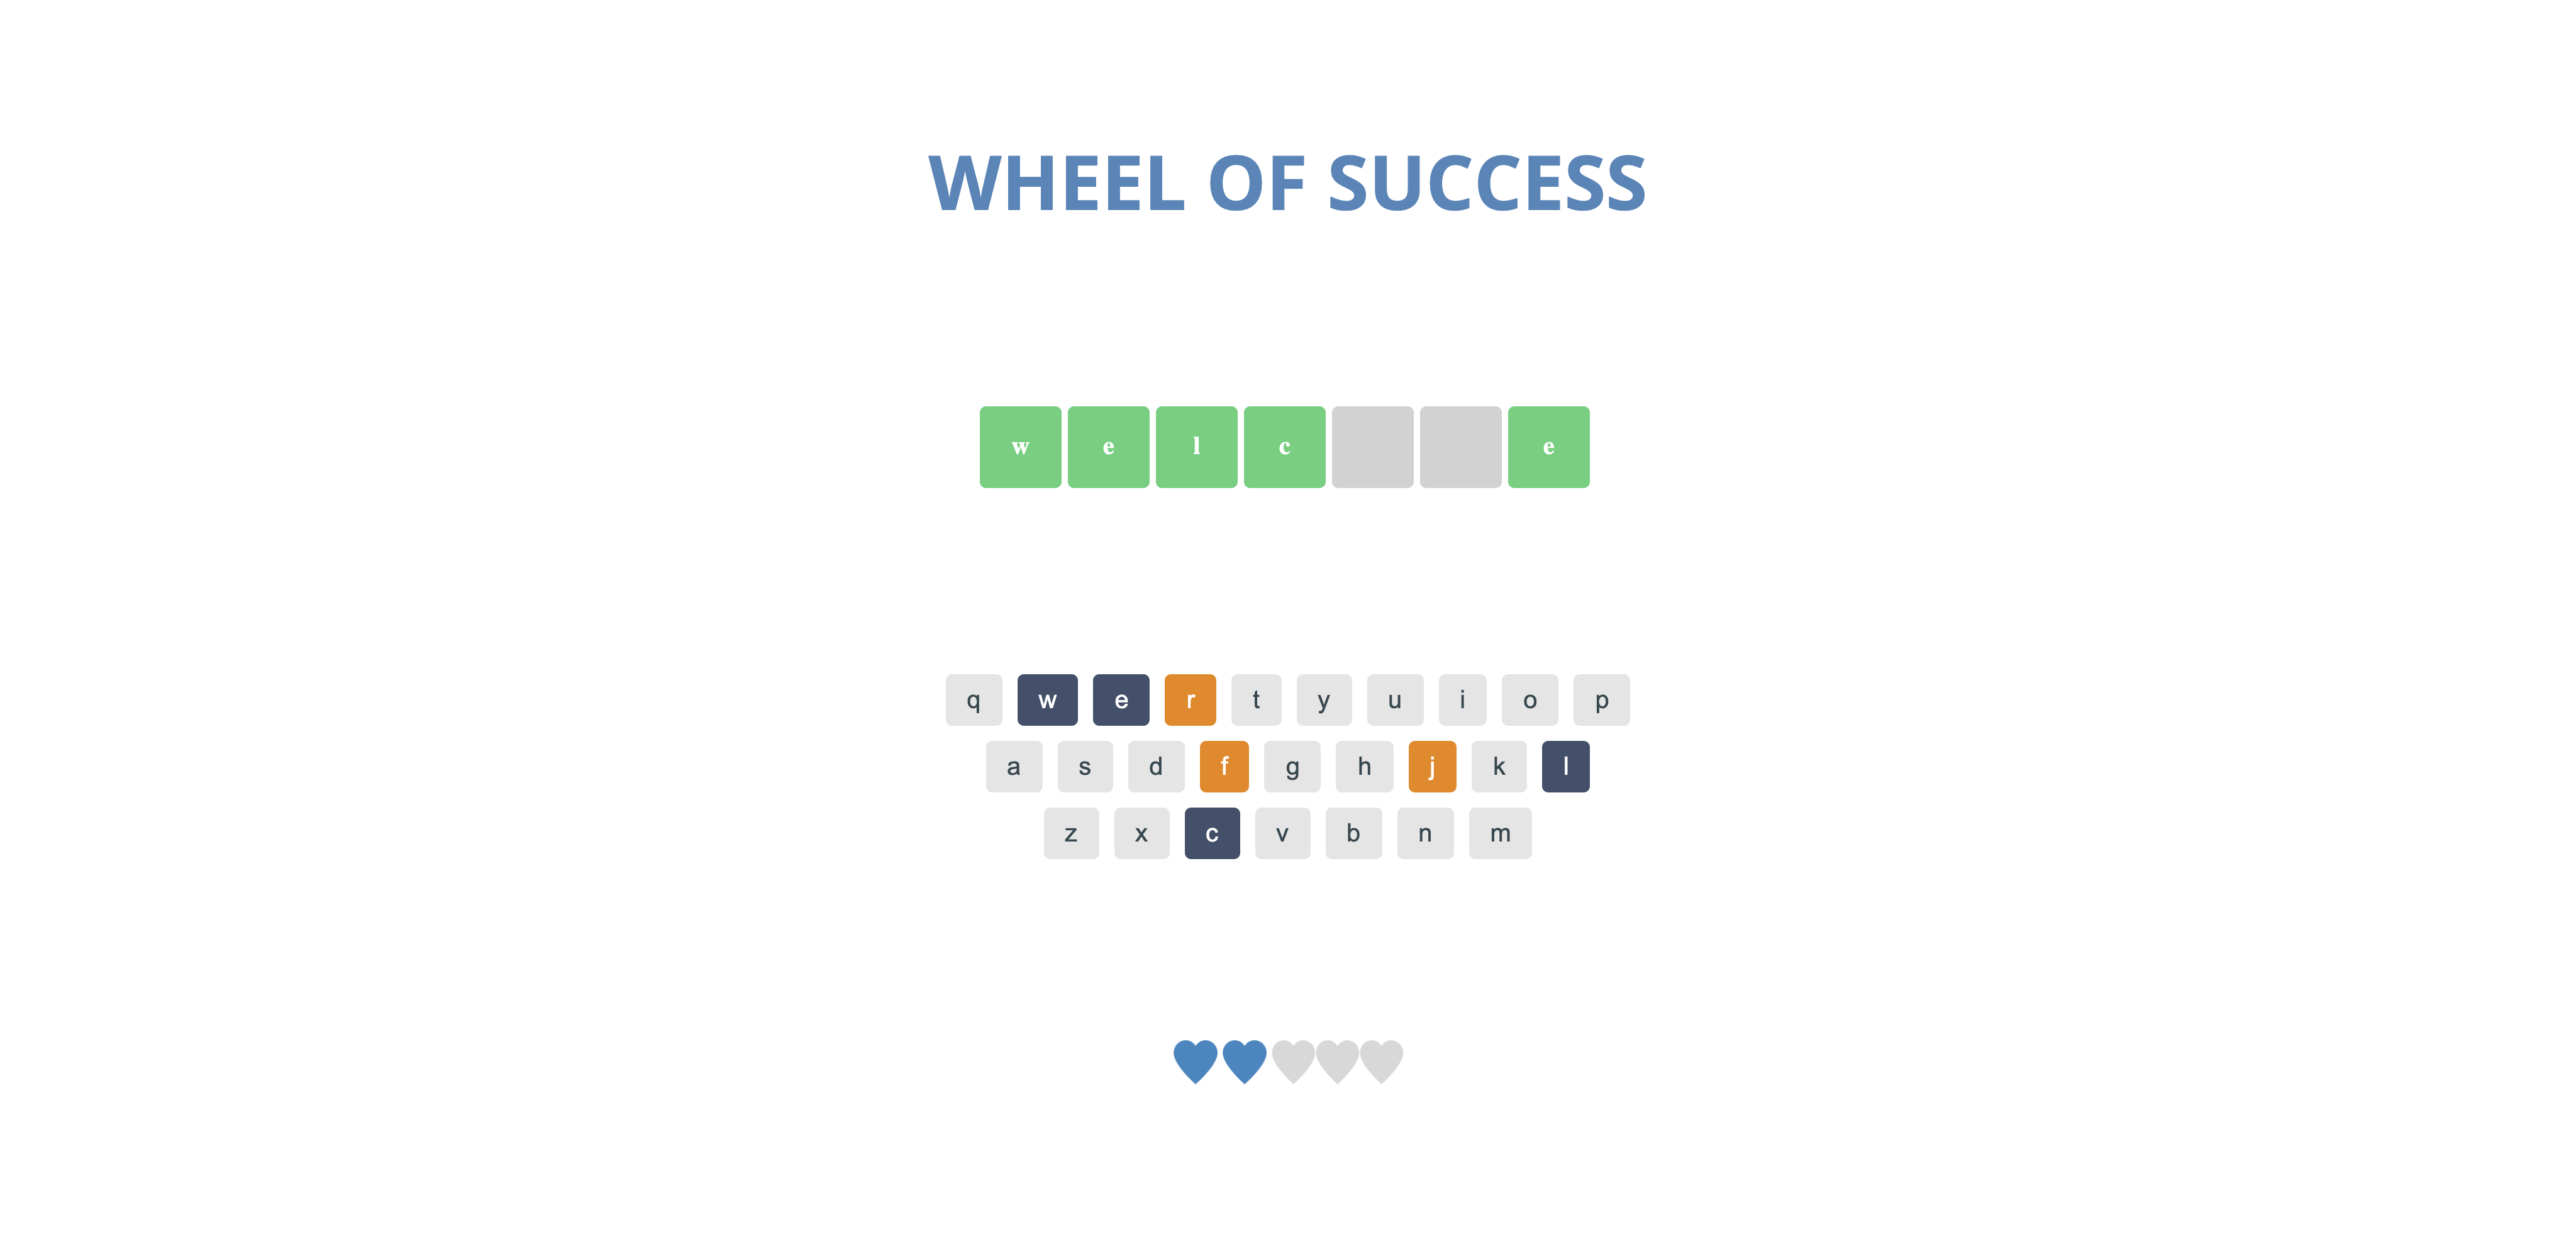 WHEEL OF SUCCESS
w e l c e
q w e r t y u i o p
a s d f g h j k l
z x c v b n m